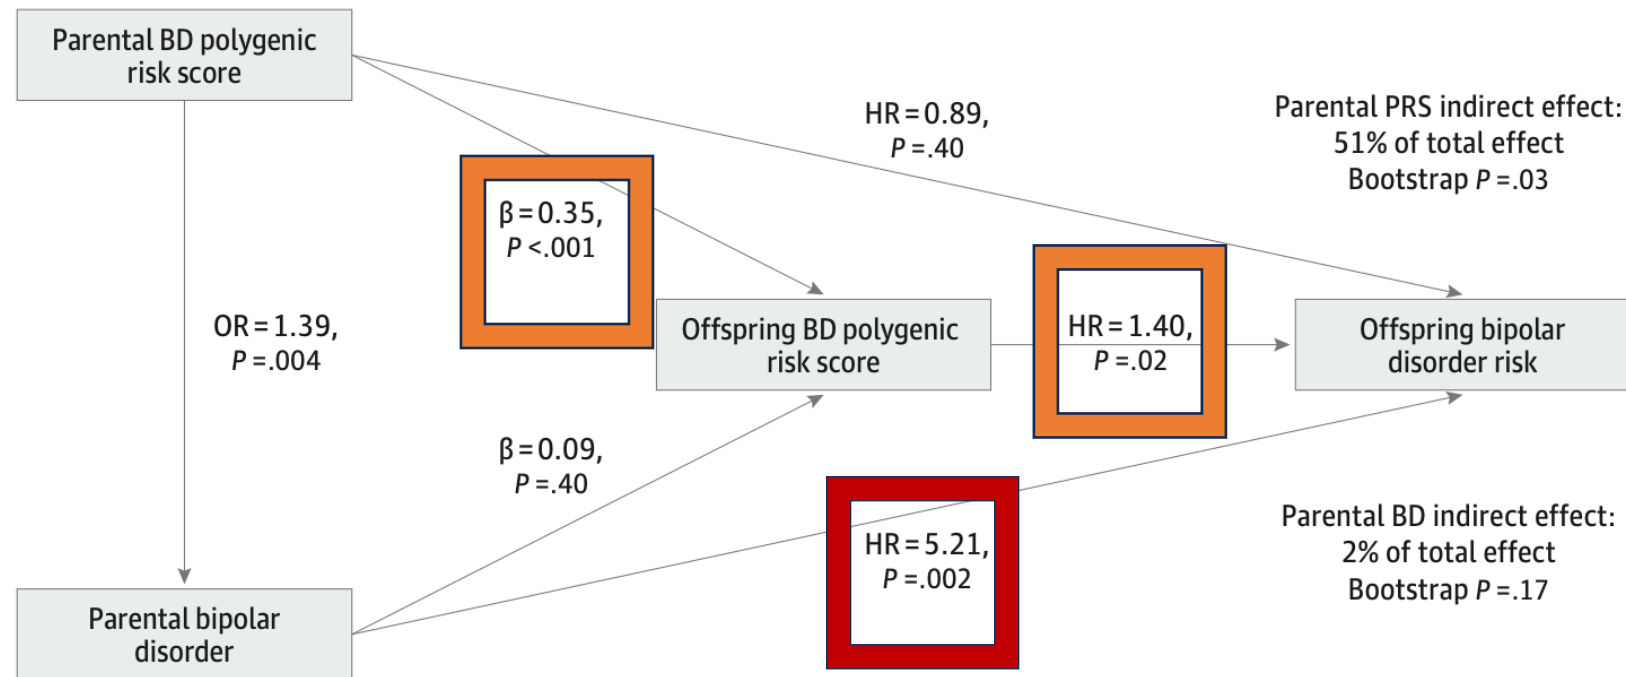 Parental BD polygenic
risk score
HR = 0.89,
P = .40
Parental PRS indirect effect:
51% of total effect
Bootstrap P = .03
β = 0.35,
P < .001
OR = 1.39,
P = .004
Offspring BD polygenic
risk score
HR = 1.40,
P = .02
Offspring bipolar
disorder risk
β = 0.09,
P = .40
HR = 5.21,
P = .002
Parental BD indirect effect:
2% of total effect
Bootstrap P = .17
Parental bipolar
disorder